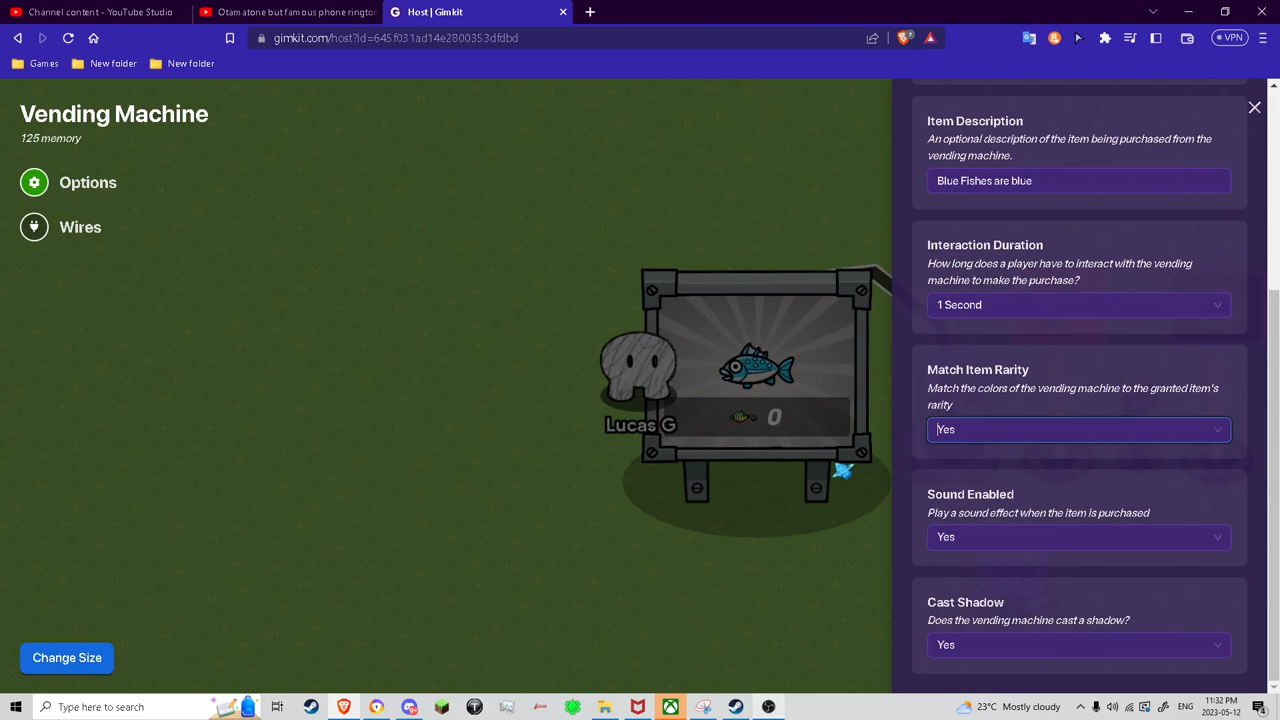 Channel content - YouTube Studio
Otamatone but famous phone rington
Host | Gimkit
gimkit.com/host?id=645f031ad14e2800353dfdbd
VPN
Games
New folder
New folder
Vending Machine
125 memory
Options
Wires
Lucas G
0
Change Size
Item Description
An optional description of the item being purchased from the
vending machine.
Blue Fishes are blue
Interaction Duration
How long does a player have to interact with the vending
machine to make the purchase?
1 Second
Match Item Rarity
Match the colors of the vending machine to the granted item's
rarity
Yes
Sound Enabled
Play a sound effect when the item is purchased
Yes
Cast Shadow
Does the vending machine cast a shadow?
Yes
Type here to search
23°C Mostly cloudy
ENG
11:32 PM
2023-05-12